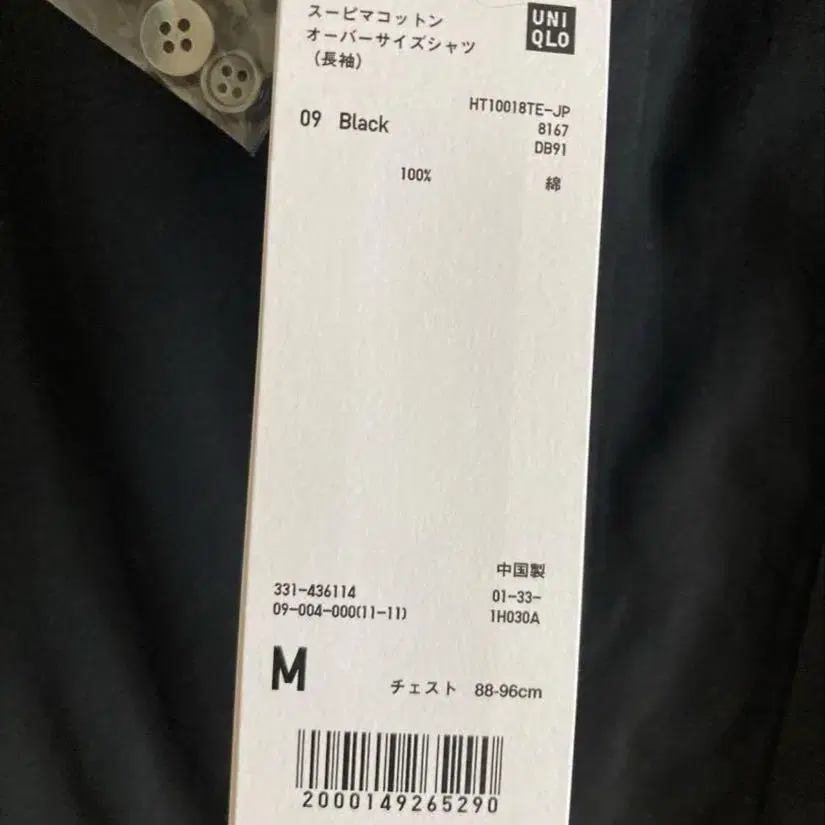 スーピマコットン
オーバーサイズシャツ
（長袖）
UNI
QLO
HT10018TE-JP
09 Black
8167
DB91
100% 綿
中国製
331-436114
01-33-
09-004-000(11-11)
1H030A
M
チェスト 88-96cm
2000149265290